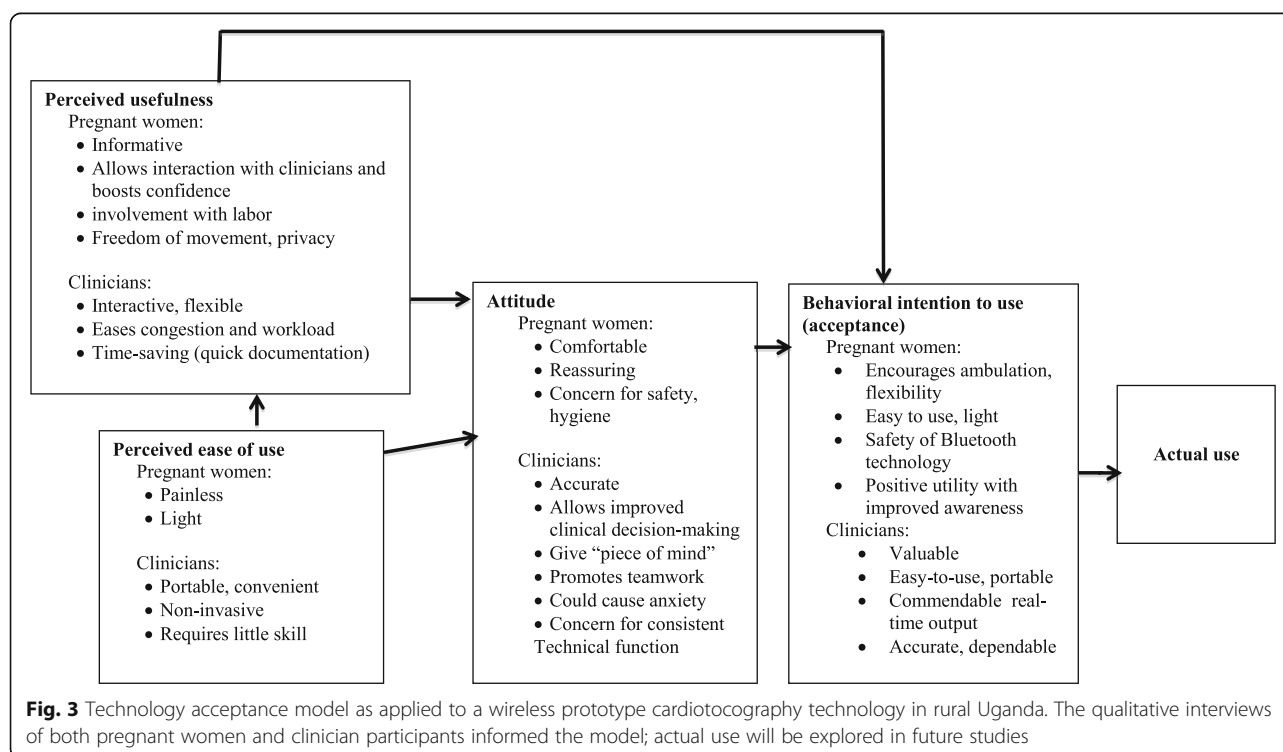 Perceived usefulness
Pregnant women:
• Informative
• Allows interaction with clinicians and
boosts confidence
• involvement with labor
• Freedom of movement, privacy
Clinicians:
• Interactive, flexible
• Eases congestion and workload
• Time-saving (quick documentation)
Perceived ease of use
Pregnant women:
• Painless
• Light
Clinicians:
• Portable, convenient
• Non-invasive
• Requires little skill
Attitude
Pregnant women:
• Comfortable
• Reassuring
• Concern for safety,
hygiene
Clinicians:
• Accurate
• Allows improved
clinical decision-making
• Give “piece of mind”
• Promotes teamwork
• Could cause anxiety
• Concern for consistent
Technical function
Behavioral intention to use
(acceptance)
Pregnant women:
• Encourages ambulation,
flexibility
• Easy to use, light
• Safety of Bluetooth
technology
• Positive utility with
improved awareness
Clinicians:
• Valuable
• Easy-to-use, portable
• Commendable real-
time output
• Accurate, dependable
Actual use
Fig. 3 Technology acceptance model as applied to a wireless prototype cardiotocography technology in rural Uganda. The qualitative interviews
of both pregnant women and clinician participants informed the model; actual use will be explored in future studies